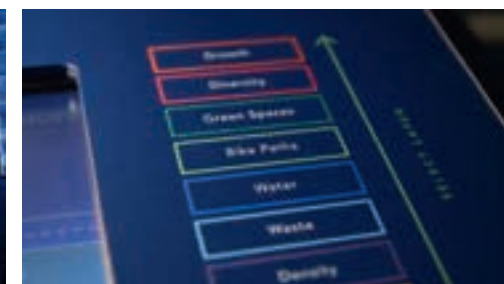 Growth
Diversity
Green Spaces
Bike Paths
Water
Waste
Density